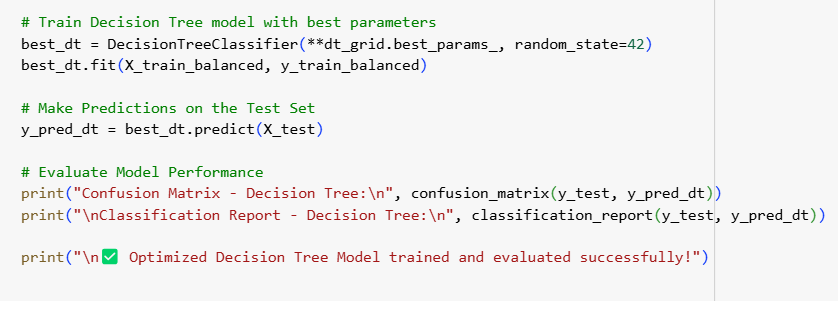 # Train Decision Tree model with best parameters
best_dt = DecisionTreeClassifier(**dt_grid.best_params_, random_state=42)
best_dt.fit(X_train_balanced, y_train_balanced)
# Make Predictions on the Test Set
y_pred_dt = best_dt.predict(X_test)
# Evaluate Model Performance
print("Confusion Matrix - Decision Tree:\n", confusion_matrix(y_test, y_pred_dt))
print("\nClassification Report - Decision Tree:\n", classification_report(y_test, y_pred_dt))
print("\n✅ Optimized Decision Tree Model trained and evaluated successfully!")